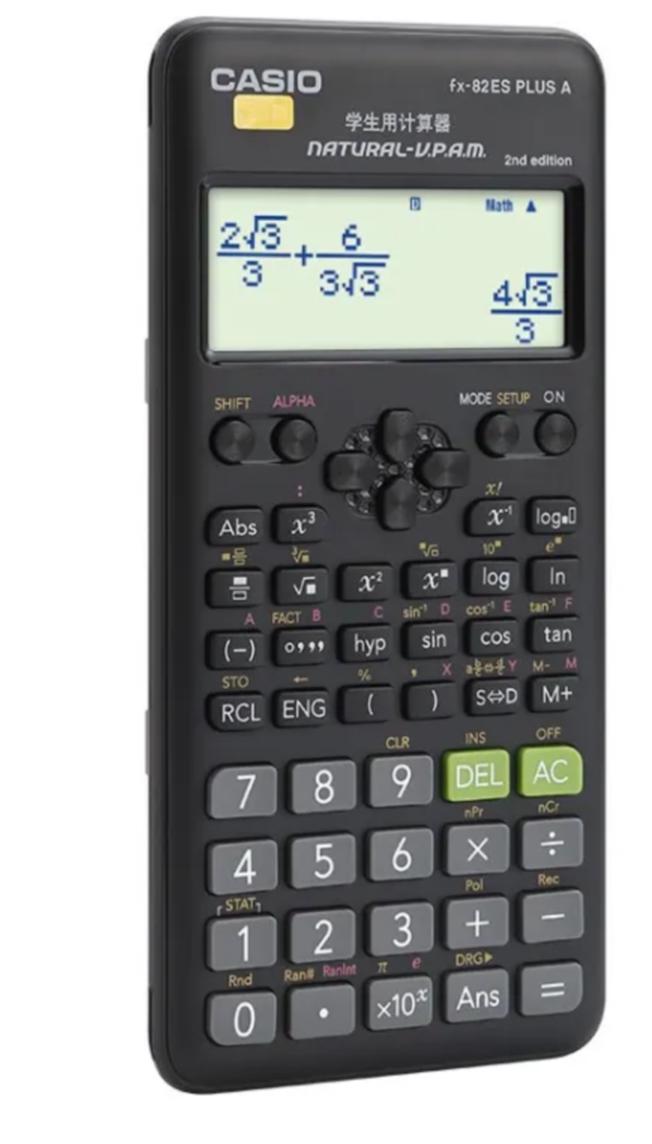 CASIO fx-82ES PLUS A
学生用计算器
NATURAL-V.P.A.M. 2nd edition
D Math ▲
2√3/3 + 6/3√3
4√3/3
SHIFT ALPHA MODE SETUP ON
: x!
Abs x³ x⁻¹ log▪▯
³√▪ ▪√▯ 10▪ e▪
√▪ x² x▪ log ln
A FACT B C sin⁻¹ D cos⁻¹ E tan⁻¹ F
(−) ° , ,, hyp sin cos tan
STO ← % , X Y M− M
RCL ENG ( ) S⇔D M+
CLR INS OFF
7 8 9 DEL AC
nPr nCr
4 5 6 × ÷
STAT Pol Rec
1 2 3 + −
Rnd Ran# RanInt π e DRG▶
0 . ×10ˣ Ans =